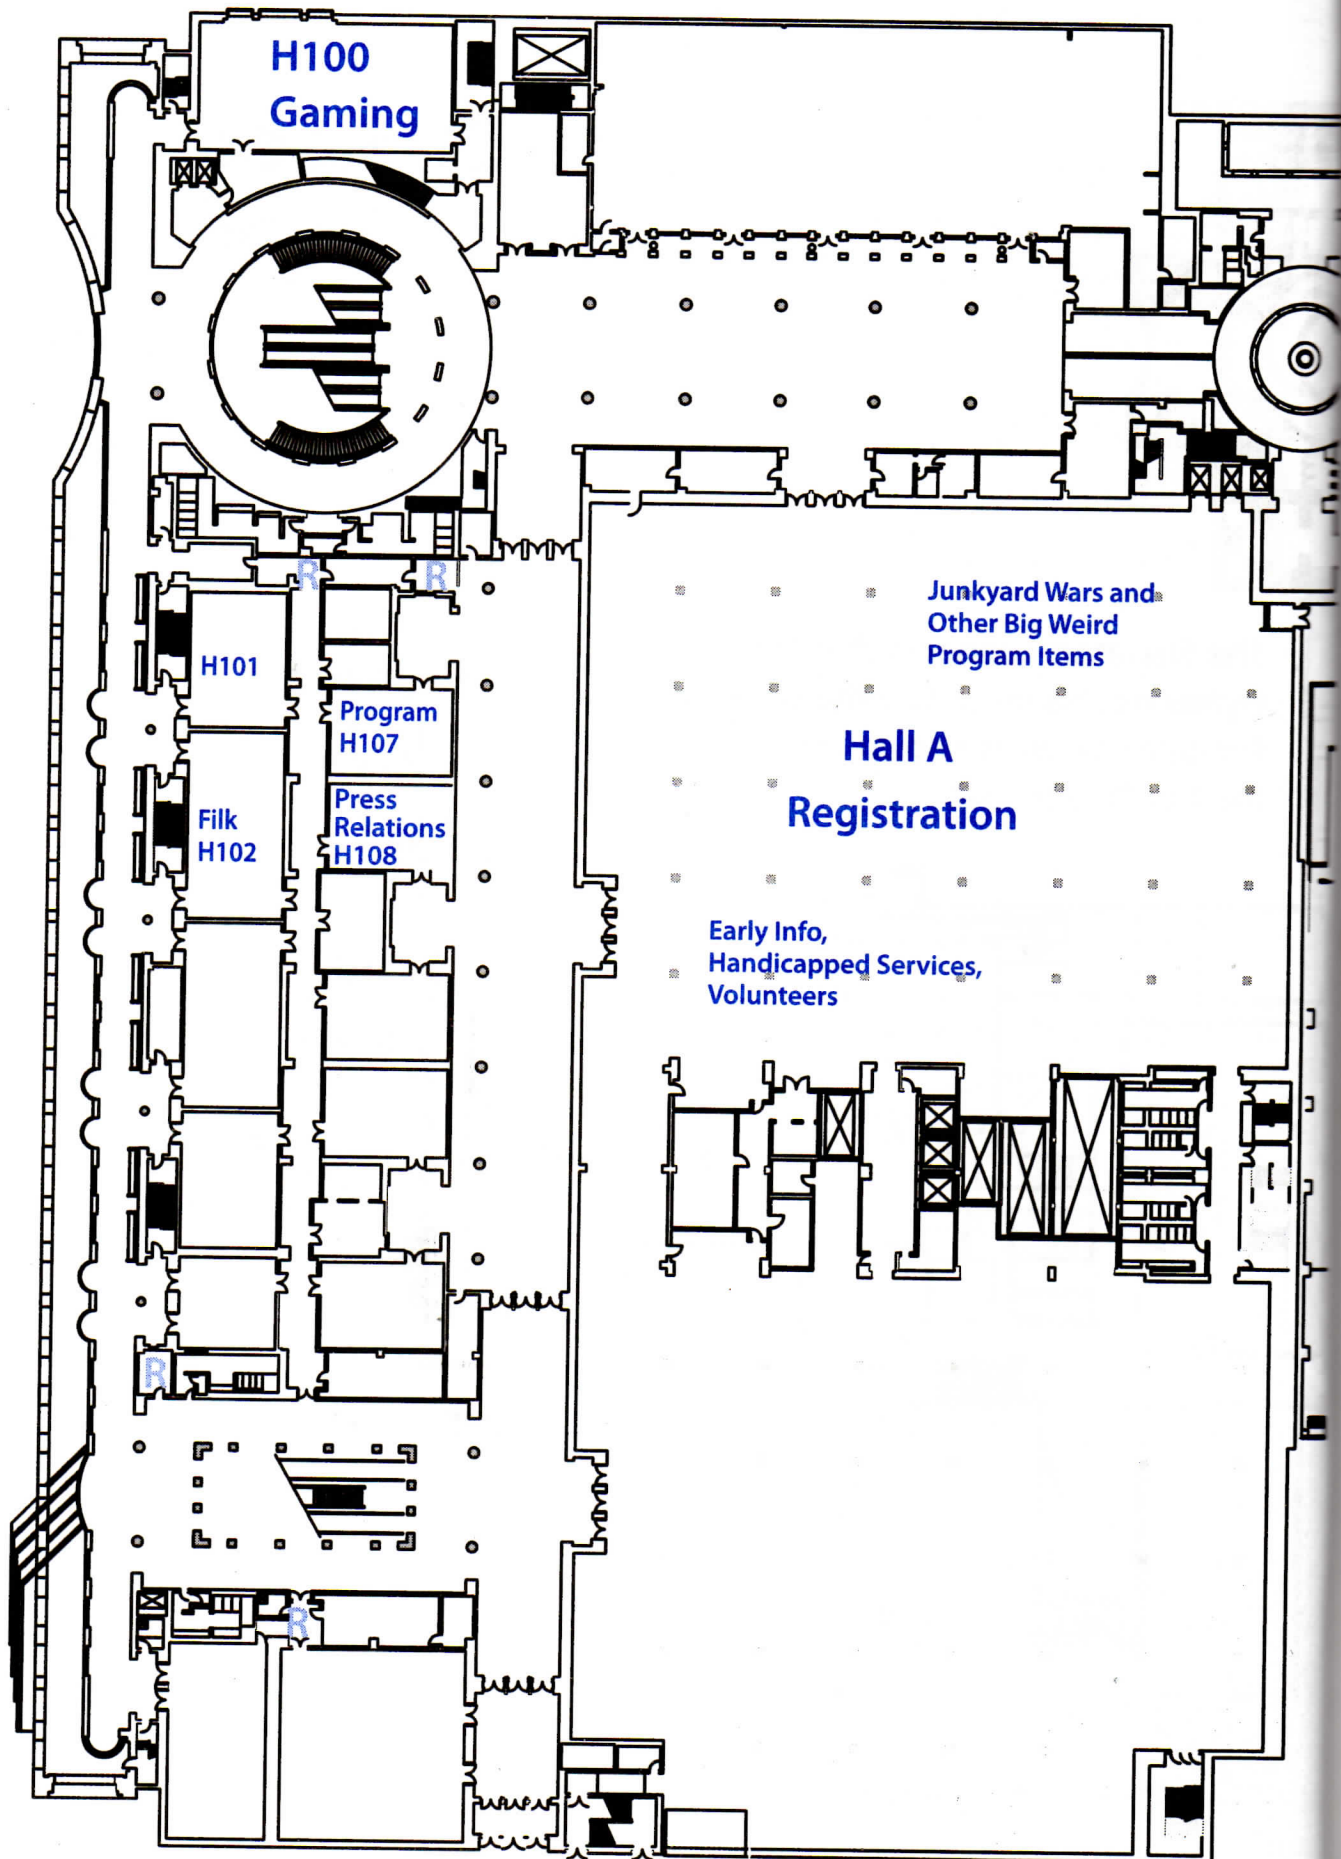 H100
Gaming
R
R
H101
Program
H107
Filk
H102
Press
Relations
H108
Junkyard Wars and
Other Big Weird
Program Items
Hall A
Registration
Early Info,
Handicapped Services,
Volunteers
R
R